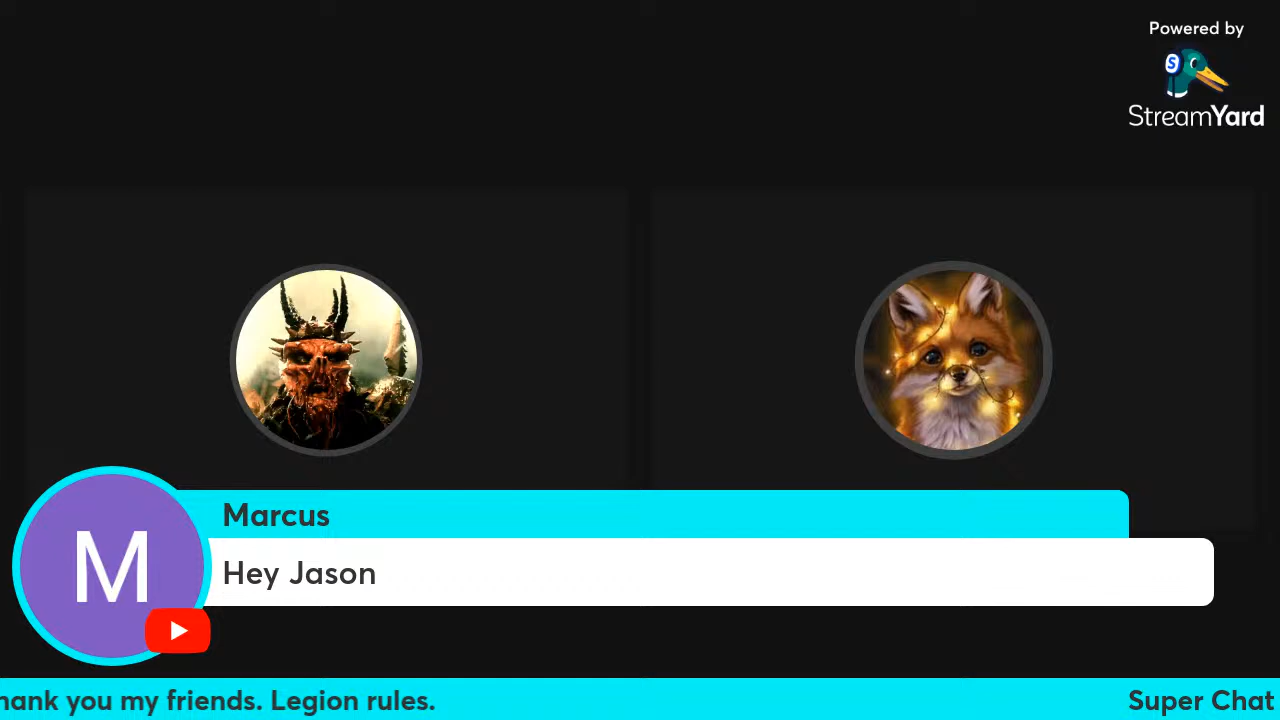 Powered by
S
StreamYard
Marcus
M
Hey Jason
hank you my friends. Legion rules.
Super Chat